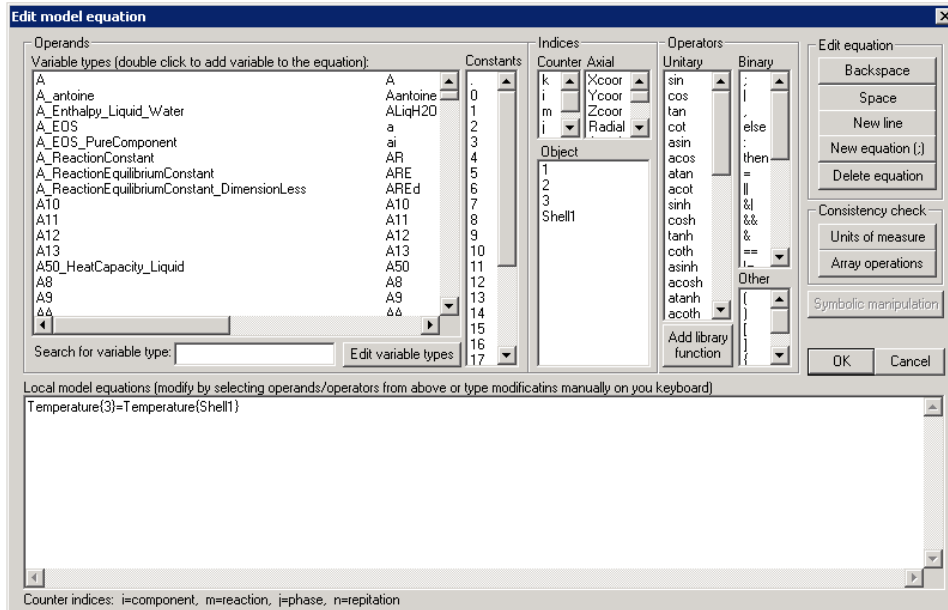 Edit model equation
Operands
Variable types (double click to add variable to the equation):
A A
A_antoine Aantoine
A_Enthalpy_Liquid_Water ALiqH2O
A_EOS a
A_EOS_PureComponent ai
A_ReactionConstant AR
A_ReactionEquilibriumConstant ARE
A_ReactionEquilibriumConstant_DimensionLess AREd
A10 A10
A11 A11
A12 A12
A13 A13
A50_HeatCapacity_Liquid A50
A8 A8
A9 A9
AA AA
Search for variable type:
Edit variable types
Constants
.
0
1
2
3
4
5
6
7
8
9
10
11
12
13
14
15
16
17
Indices
Counter Axial
k
i
m
j
Xcoor
Ycoor
Zcoor
Radial
Object
1
2
3
Shell1
Operators
Unitary
sin
cos
tan
cot
asin
acos
atan
acot
sinh
cosh
tanh
coth
asinh
acosh
atanh
acoth
Add library
function
Binary
;
|
,
else
:
then
=
||
&|
&&
&
==
!=
Other
(
)
[
]
{
Edit equation
Backspace
Space
New line
New equation (;)
Delete equation
Consistency check
Units of measure
Array operations
Symbolic manipulation
OK
Cancel
Local model equations (modify by selecting operands/operators from above or type modificatins manually on you keyboard)
Temperature{3}=Temperature{Shell1}
Counter indices: i=component, m=reaction, j=phase, n=repitation